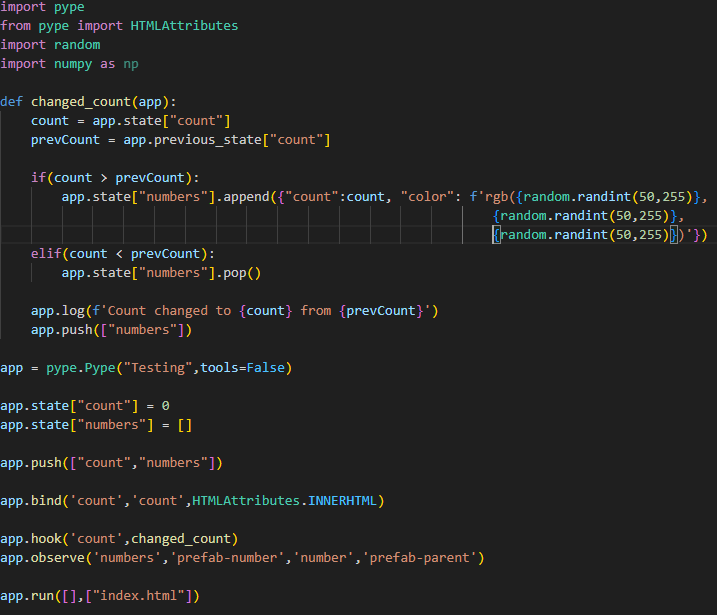 import pype
from pype import HTMLAttributes
import random
import numpy as np
def changed_count(app):
count = app.state["count"]
prevCount = app.previous_state["count"]
if(count > prevCount):
app.state["numbers"].append({"count":count, "color": f'rgb({random.randint(50,255)},
{random.randint(50,255)},
{random.randint(50,255)})'})
elif(count < prevCount):
app.state["numbers"].pop()
app.log(f'Count changed to {count} from {prevCount}')
app.push(["numbers"])
app = pype.Pype("Testing",tools=False)
app.state["count"] = 0
app.state["numbers"] = []
app.push(["count","numbers"])
app.bind('count','count',HTMLAttributes.INNERHTML)
app.hook('count',changed_count)
app.observe('numbers','prefab-number','number','prefab-parent')
app.run([],["index.html"])